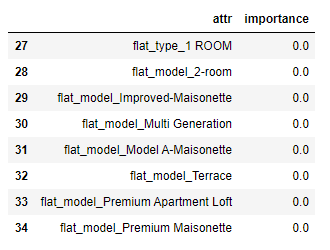 attr importance
27 flat_type_1 ROOM 0.0
28 flat_model_2-room 0.0
29 flat_model_Improved-Maisonette 0.0
30 flat_model_Multi Generation 0.0
31 flat_model_Model A-Maisonette 0.0
32 flat_model_Terrace 0.0
33 flat_model_Premium Apartment Loft 0.0
34 flat_model_Premium Maisonette 0.0